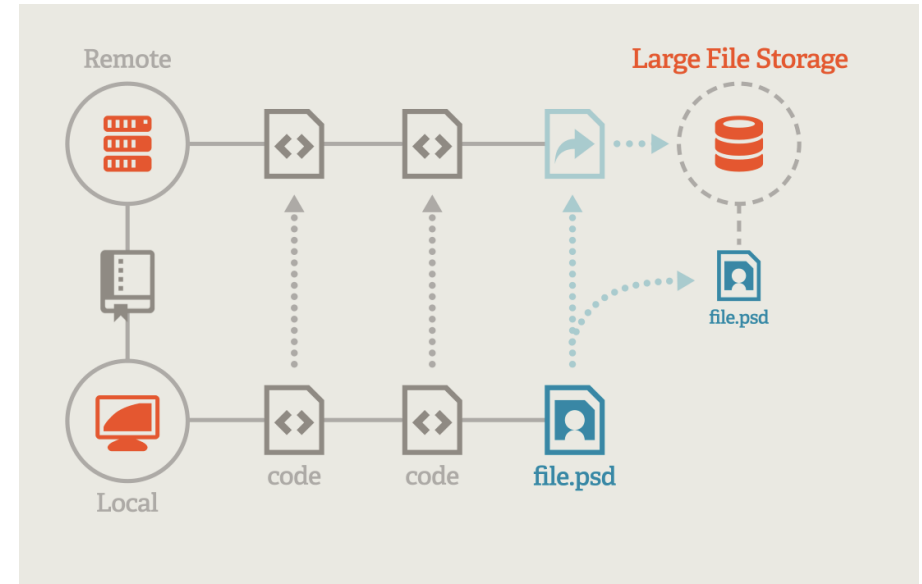 Remote
Large File Storage
file.psd
code
code
file.psd
Local